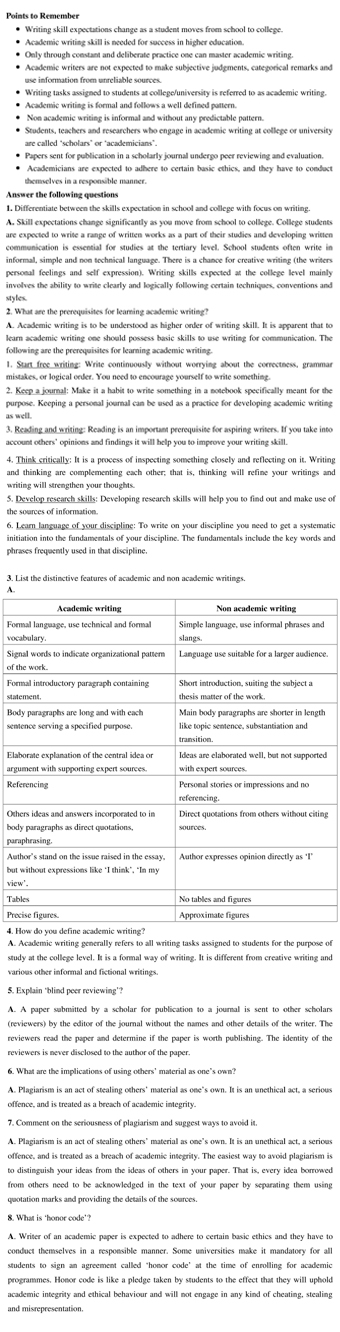 Points to Remember
• Writing skill expectations change as a student moves from school to college.
• Academic writing skill is needed for success in higher education.
• Only through constant and deliberate practice one can master academic writing.
• Academic writers are not expected to make subjective judgments, categorical remarks and
use information from unreliable sources.
• Writing tasks assigned to students at college/university is referred to as academic writing.
• Academic writing is formal and follows a well defined pattern.
• Non academic writing is informal and without any predictable pattern.
• Students, teachers and researchers who engage in academic writing at college or university
are called 'scholars' or 'academicians'.
• Papers sent for publication in a scholarly journal undergo peer reviewing and evaluation.
• Academicians are expected to adhere to certain basic ethics, and they have to conduct
themselves in a responsible manner.
Answer the following questions
1. Differentiate between the skills expectation in school and college with focus on writing.
A. Skill expectations change significantly as you move from school to college. College students
are expected to write a range of written works as a part of their studies and developing written
communication is essential for studies at the tertiary level. School students often write in
informal, simple and non technical language. There is a chance for creative writing (the writers
personal feelings and self expression). Writing skills expected at the college level mainly
involves the ability to write clearly and logically following certain techniques, conventions and
styles.
2. What are the prerequisites for learning academic writing?
A. Academic writing is to be understood as higher order of writing skill. It is apparent that to
learn academic writing one should possess basic skills to use writing for communication. The
following are the prerequisites for learning academic writing.
1. Start free writing: Write continuously without worrying about the correctness, grammar
mistakes, or logical order. You need to encourage yourself to write something.
2. Keep a journal: Make it a habit to write something in a notebook specifically meant for the
purpose. Keeping a personal journal can be used as a practice for developing academic writing
as well.
3. Reading and writing: Reading is an important prerequisite for aspiring writers. If you take into
account others' opinions and findings it will help you to improve your writing skill.
4. Think critically: It is a process of inspecting something closely and reflecting on it. Writing
and thinking are complementing each other; that is, thinking will refine your writings and
writing will strengthen your thoughts.
5. Develop research skills: Developing research skills will help you to find out and make use of
the sources of information.
6. Learn language of your discipline: To write on your discipline you need to get a systematic
initiation into the fundamentals of your discipline. The fundamentals include the key words and
phrases frequently used in that discipline.
3. List the distinctive features of academic and non academic writings.
A.
Academic writing
Non academic writing
Formal language, use technical and formal
vocabulary.
Simple language, use informal phrases and
slangs.
Signal words to indicate organizational pattern
of the work.
Language use suitable for a larger audience.
Formal introductory paragraph containing
statement.
Short introduction, suiting the subject a
thesis matter of the work.
Body paragraphs are long and with each
sentence serving a specified purpose.
Main body paragraphs are shorter in length
like topic sentence, substantiation and
transition.
Elaborate explanation of the central idea or
argument with supporting expert sources.
Ideas are elaborated well, but not supported
with expert sources.
Referencing
Personal stories or impressions and no
referencing.
Others ideas and answers incorporated to in
body paragraphs as direct quotations,
paraphrasing.
Direct quotations from others without citing
sources.
Author's stand on the issue raised in the essay,
but without expressions like 'I think', 'In my
view'.
Author expresses opinion directly as 'I'
Tables
No tables and figures
Precise figures.
Approximate figures
4. How do you define academic writing?
A. Academic writing generally refers to all writing tasks assigned to students for the purpose of
study at the college level. It is a formal way of writing. It is different from creative writing and
various other informal and fictional writings.
5. Explain 'blind peer reviewing'?
A. A paper submitted by a scholar for publication to a journal is sent to other scholars
(reviewers) by the editor of the journal without the names and other details of the writer. The
reviewers read the paper and determine if the paper is worth publishing. The identity of the
reviewers is never disclosed to the author of the paper.
6. What are the implications of using others' material as one's own?
A. Plagiarism is an act of stealing others' material as one's own. It is an unethical act, a serious
offence, and is treated as a breach of academic integrity.
7. Comment on the seriousness of plagiarism and suggest ways to avoid it.
A. Plagiarism is an act of stealing others' material as one's own. It is an unethical act, a serious
offence, and is treated as a breach of academic integrity. The easiest way to avoid plagiarism is
to distinguish your ideas from the ideas of others in your paper. That is, every idea borrowed
from others need to be acknowledged in the text of your paper by separating them using
quotation marks and providing the details of the sources.
8. What is 'honor code'?
A. Writer of an academic paper is expected to adhere to certain basic ethics and they have to
conduct themselves in a responsible manner. Some universities make it mandatory for all
students to sign an agreement called 'honor code' at the time of enrolling for academic
programmes. Honor code is like a pledge taken by students to the effect that they will uphold
academic integrity and ethical behaviour and will not engage in any kind of cheating, stealing
and misrepresentation.